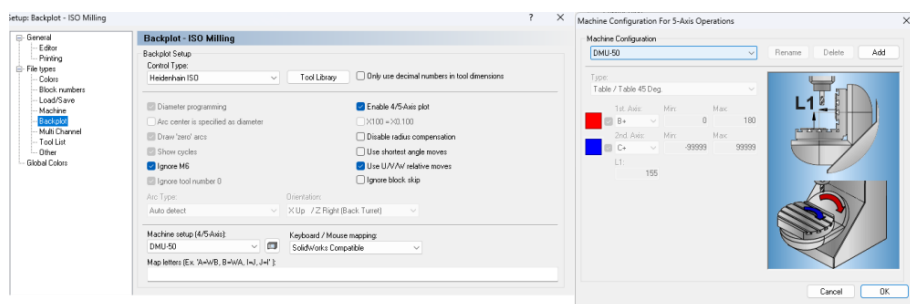 Setup: Backplot - ISO Milling
?
General
Editor
Printing
File types
Colors
Block numbers
Load/Save
Machine
Backplot
Multi Channel
Tool List
Other
Global Colors
Backplot - ISO Milling
Backplot Setup
Control Type:
Heidenhain ISO
Tool Library
Only use decimal numbers in tool dimensions
Diameter programming
Enable 4/5-Axis plot
Arc center is specified as diameter
X100 => X0.100
Draw 'zero' arcs
Disable radius compensation
Show cycles
Use shortest angle moves
Ignore M6
Use U/V/W relative moves
Ignore tool number 0
Ignore block skip
Arc Type:
Orientation:
Auto detect
X Up / Z Right (Back Turret)
Machine setup (4/5-Axis):
Keyboard / Mouse mapping:
DMU-50
SolidWorks Compatible
Map letters (Ex. 'A=WB, B=WA, I=J, J=I' ):
Machine Configuration For 5-Axis Operations
Machine Configuration
DMU-50
Rename
Delete
Add
Type:
Table / Table 45 Deg.
1st. Axis:
Min:
Max:
B+
0
180
2nd. Axis:
Min:
Max:
C+
-99999
99999
L1:
155
L1
Cancel
OK